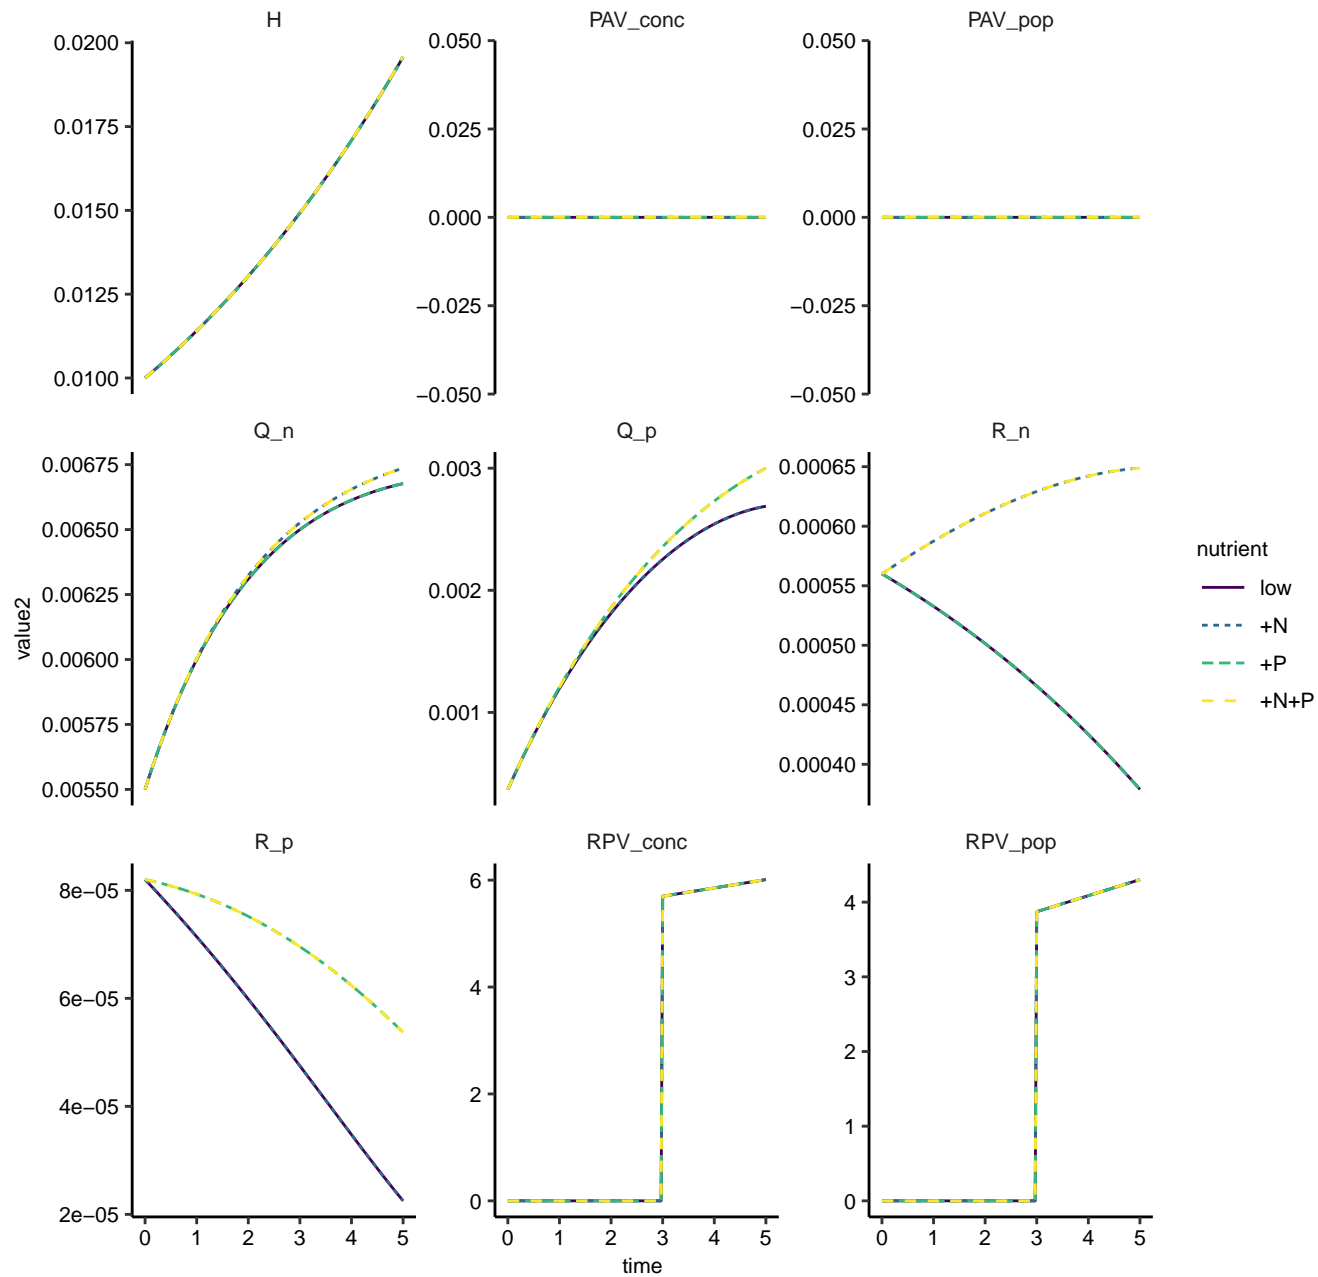 H PAV_conc PAV_pop
0.0200 0.050 0.050
0.0175 0.025 0.025
0.0150 0.000 0.000
0.0125 −0.025 −0.025
0.0100 −0.050 −0.050
Q_n Q_p R_n
0.00675 0.003 0.00065
0.00650 0.00060
0.00625 0.002 0.00055
0.00600 0.00050
0.00575 0.001 0.00045
0.00550 0.00040
value2
nutrient
low
+N
+P
+N+P
R_p RPV_conc RPV_pop
8e−05 6 4
6e−05 4 3
4e−05 2 2
2e−05 0 1
0
0 1 2 3 4 5 0 1 2 3 4 5 0 1 2 3 4 5
time